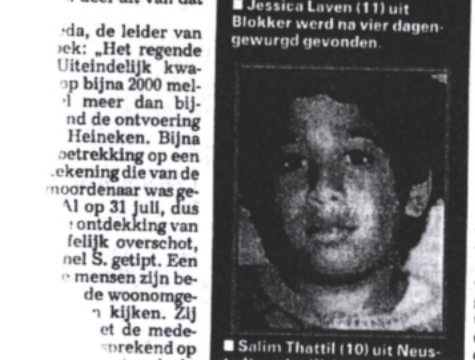 deel uit van dat
da, de leider van
ek: „Het regende
Uiteindelijk kwa-
op bijna 2000 mel-
l meer dan bij-
nd de ontvoering
Heineken. Bijna
betrekking op een
ekening die van de
moordenaar was ge-
Al op 31 juli, dus
ontdekking van
felijk overschot,
nel S. getipt. Een
mensen zijn be-
de woonomge-
kijken. Zij
et de mede-
sprekend op
■ Jessica Laven (11) uit
Blokker werd na vier dagen
gewurgd gevonden.
■ Salim Thattil (10) uit Neus-